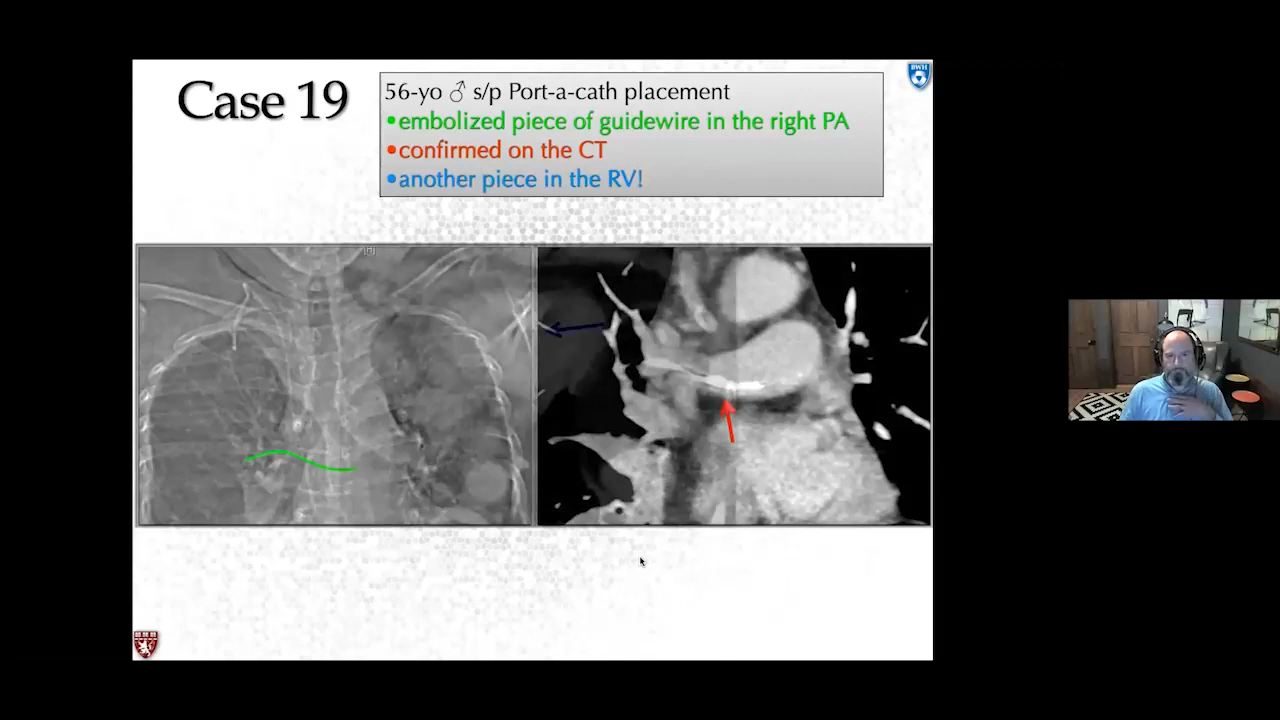 Case 19
56-yo ♂ s/p Port-a-cath placement
•embolized piece of guidewire in the right PA
•confirmed on the CT
•another piece in the RV!
BWH
[H]